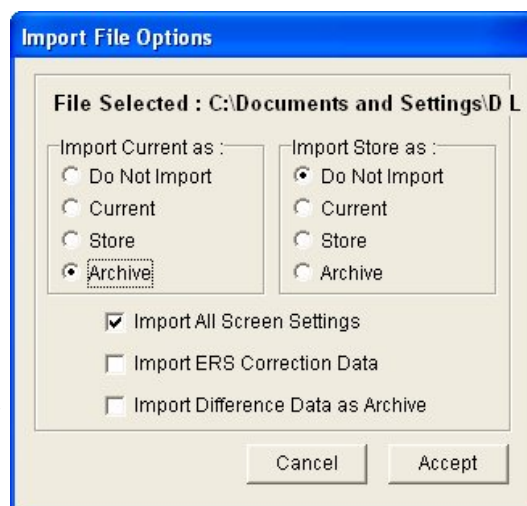 Import File Options
File Selected : C:\Documents and Settings\D L
Import Current as :
Do Not Import
Current
Store
Archive
Import Store as :
Do Not Import
Current
Store
Archive
Import All Screen Settings
Import ERS Correction Data
Import Difference Data as Archive
Cancel Accept